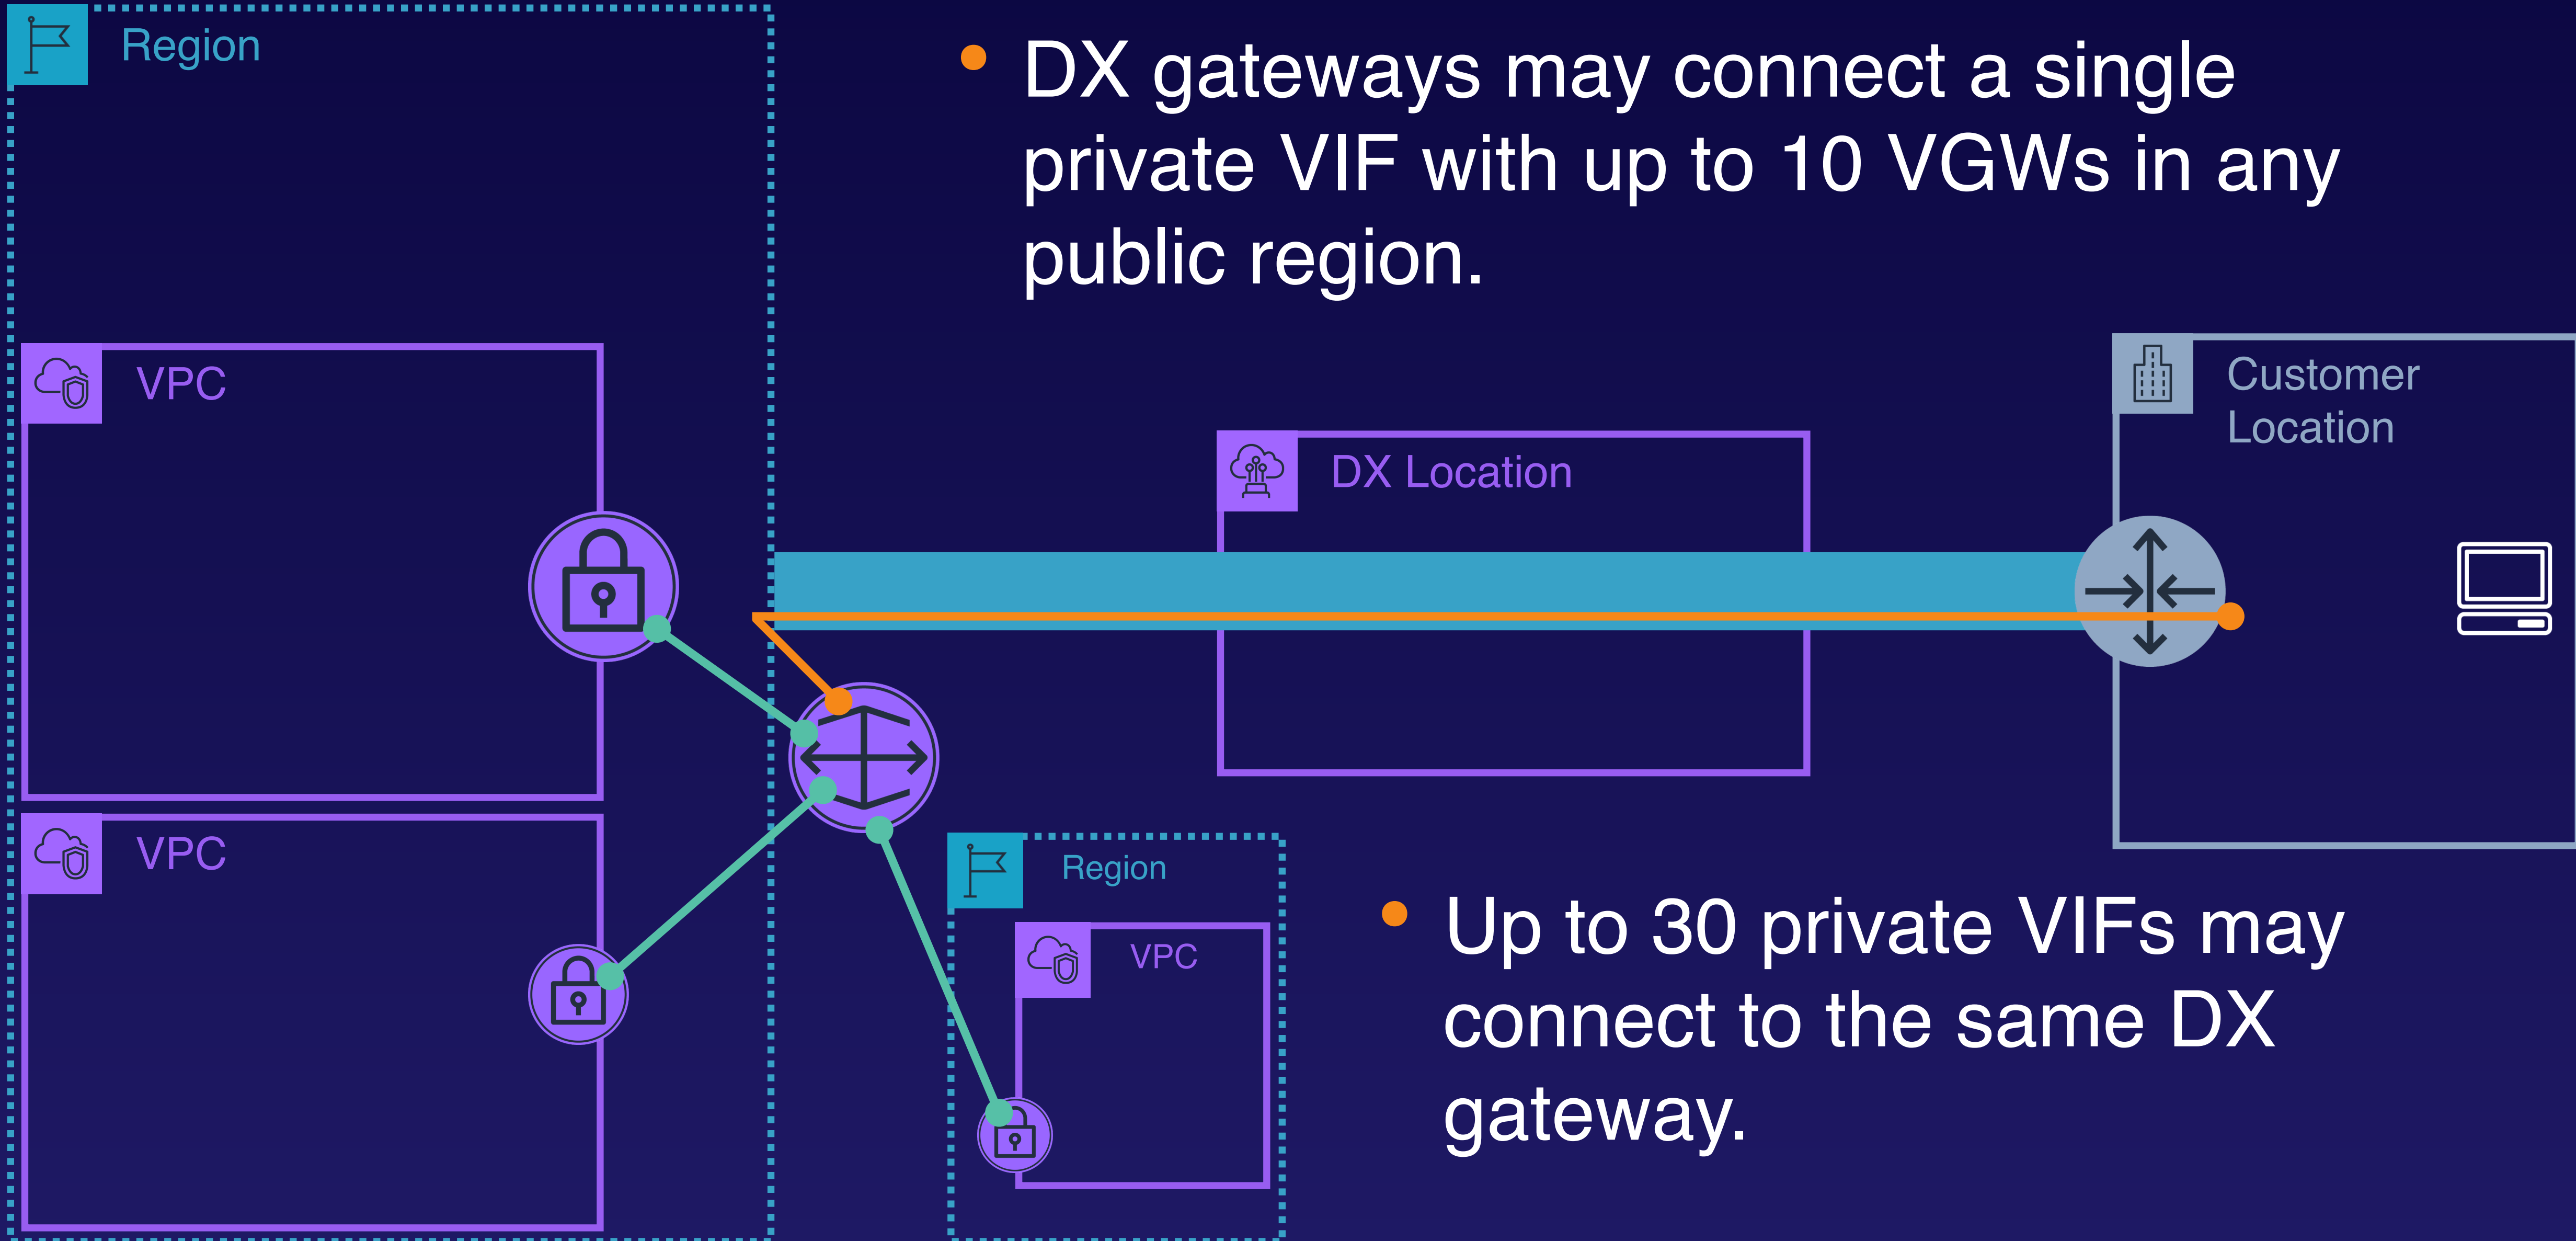 Region
• DX gateways may connect a single
private VIF with up to 10 VGWs in any
public region.
VPC
Customer
Location
DX Location
VPC
Region
VPC
• Up to 30 private VIFs may
connect to the same DX
gateway.